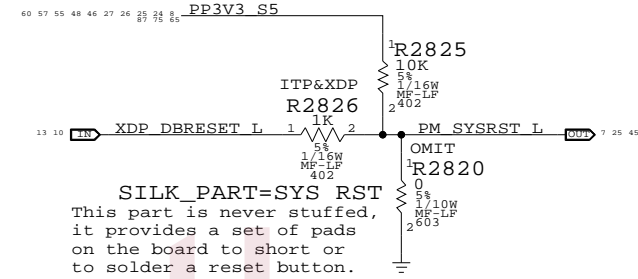 60 57 55 48 46 27 26 25 24 8
87 75 65
PP3V3_S5
1
R2825
10K
5%
1/16W
MF-LF
2 402
ITP&XDP
R2826
1K
13 10 IN XDP_DBRESET_L 1 2 PM_SYSRST_L OUT 7 25 45
5%
1/16W
MF-LF
402
OMIT
1
R2820
0
5%
1/10W
MF-LF
2 603
SILK_PART=SYS RST
This part is never stuffed,
it provides a set of pads
on the board to short or
to solder a reset button.